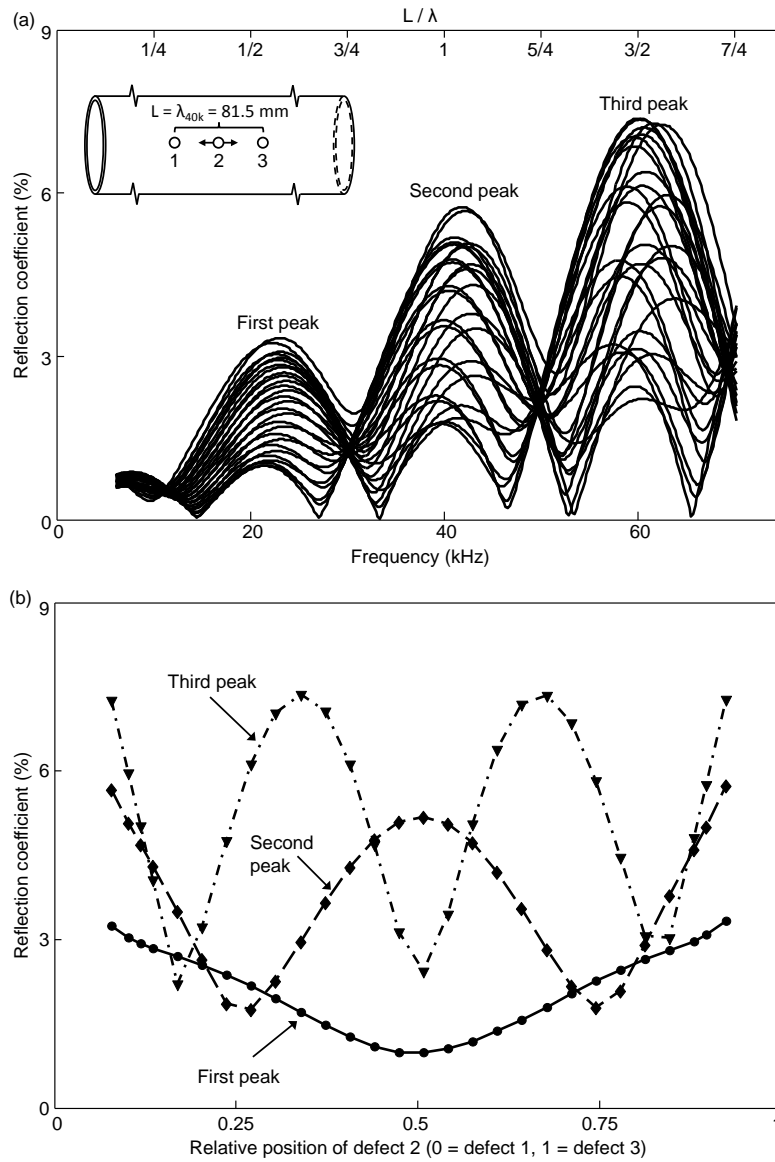 (a)
L / λ
1/4 1/2 3/4 1 5/4 3/2 7/4
9
6
3
0
Reflection coefficient (%)
L = λ40k = 81.5 mm
1 2 3
First peak
Second peak
Third peak
0 20 40 60
Frequency (kHz)
(b)
9
6
3
0
Reflection coefficient (%)
Third peak
Second
peak
First peak
0 0.25 0.5 0.75 1
Relative position of defect 2 (0 = defect 1, 1 = defect 3)